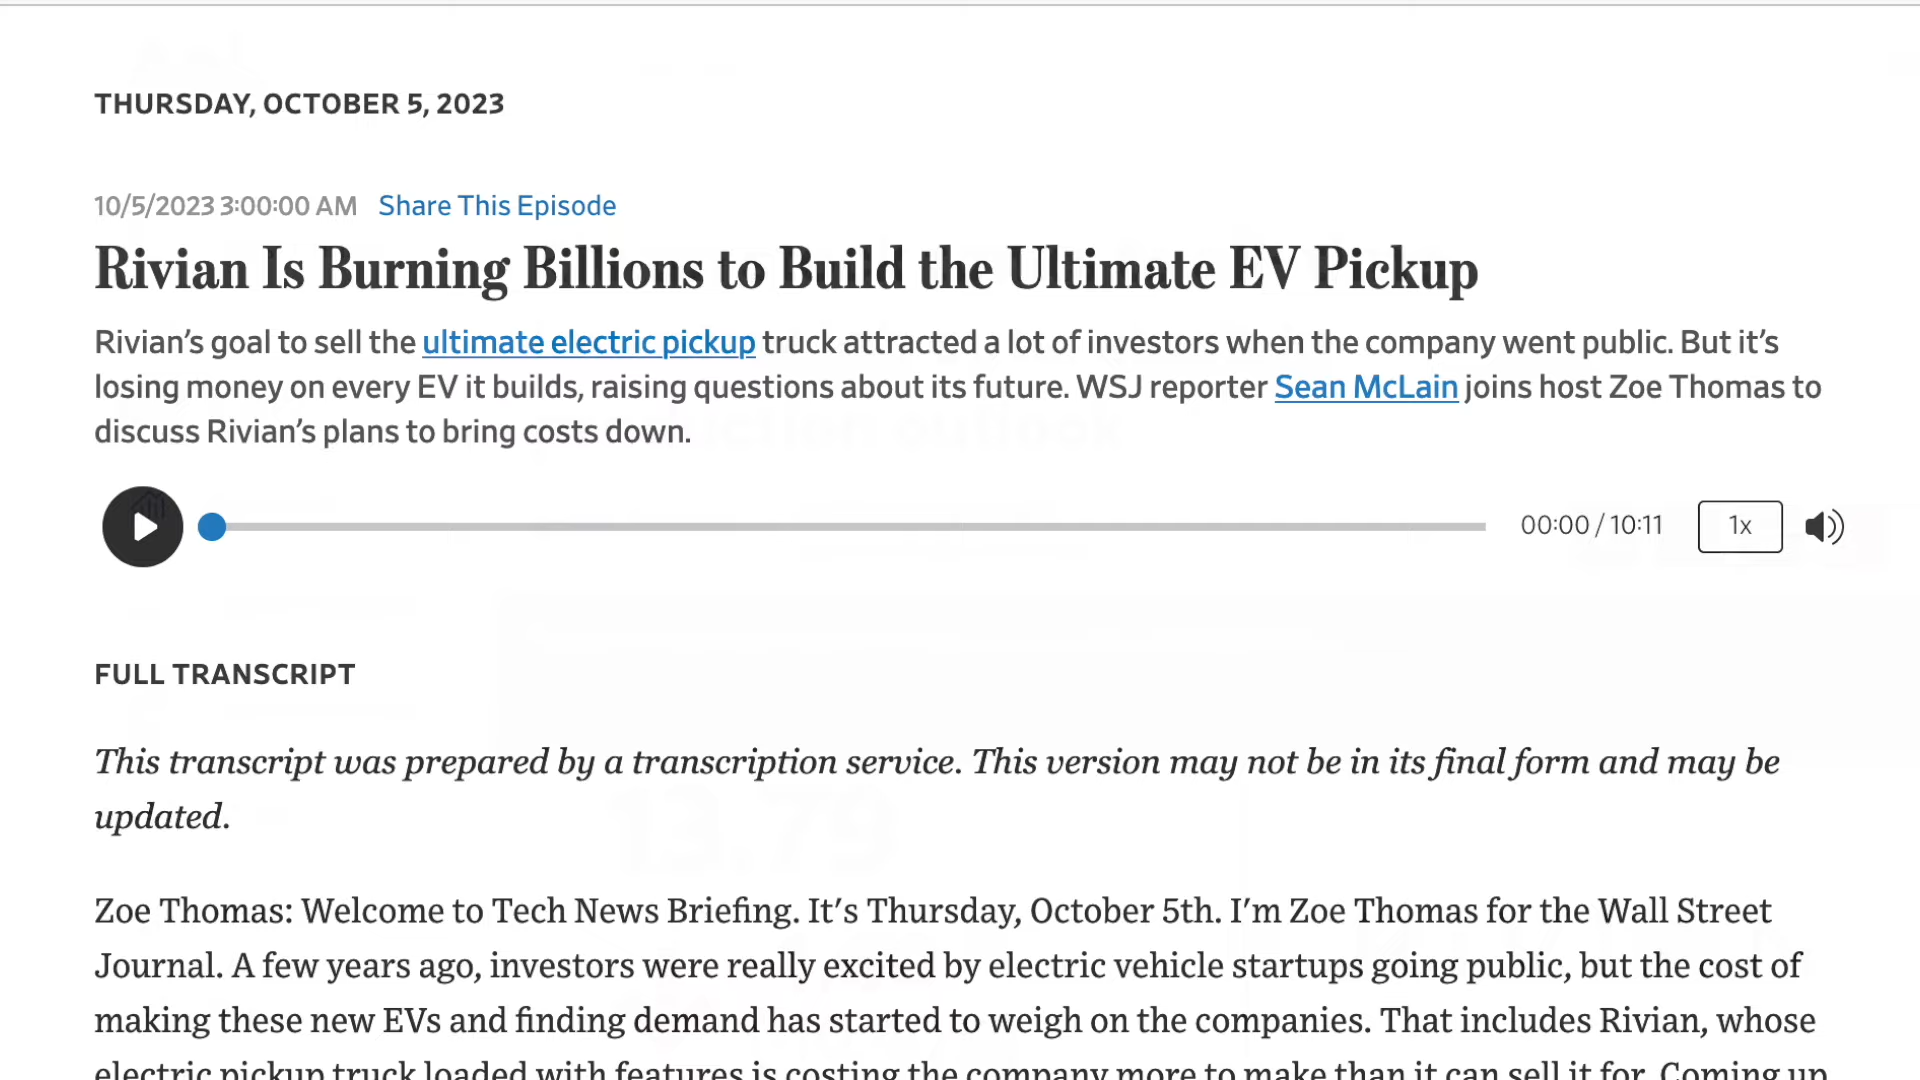 THURSDAY, OCTOBER 5, 2023
10/5/2023 3:00:00 AM Share This Episode
Rivian Is Burning Billions to Build the Ultimate EV Pickup
Rivian’s goal to sell the ultimate electric pickup truck attracted a lot of investors when the company went public. But it’s
losing money on every EV it builds, raising questions about its future. WSJ reporter Sean McLain joins host Zoe Thomas to
discuss Rivian’s plans to bring costs down.
00:00 / 10:11 1x
FULL TRANSCRIPT
This transcript was prepared by a transcription service. This version may not be in its final form and may be
updated.
13.79
Zoe Thomas: Welcome to Tech News Briefing. It’s Thursday, October 5th. I’m Zoe Thomas for the Wall Street
Journal. A few years ago, investors were really excited by electric vehicle startups going public, but the cost of
making these new EVs and finding demand has started to weigh on the companies. That includes Rivian, whose
electric pickup truck loaded with features is costing the company more to make than it can sell it for. Coming up